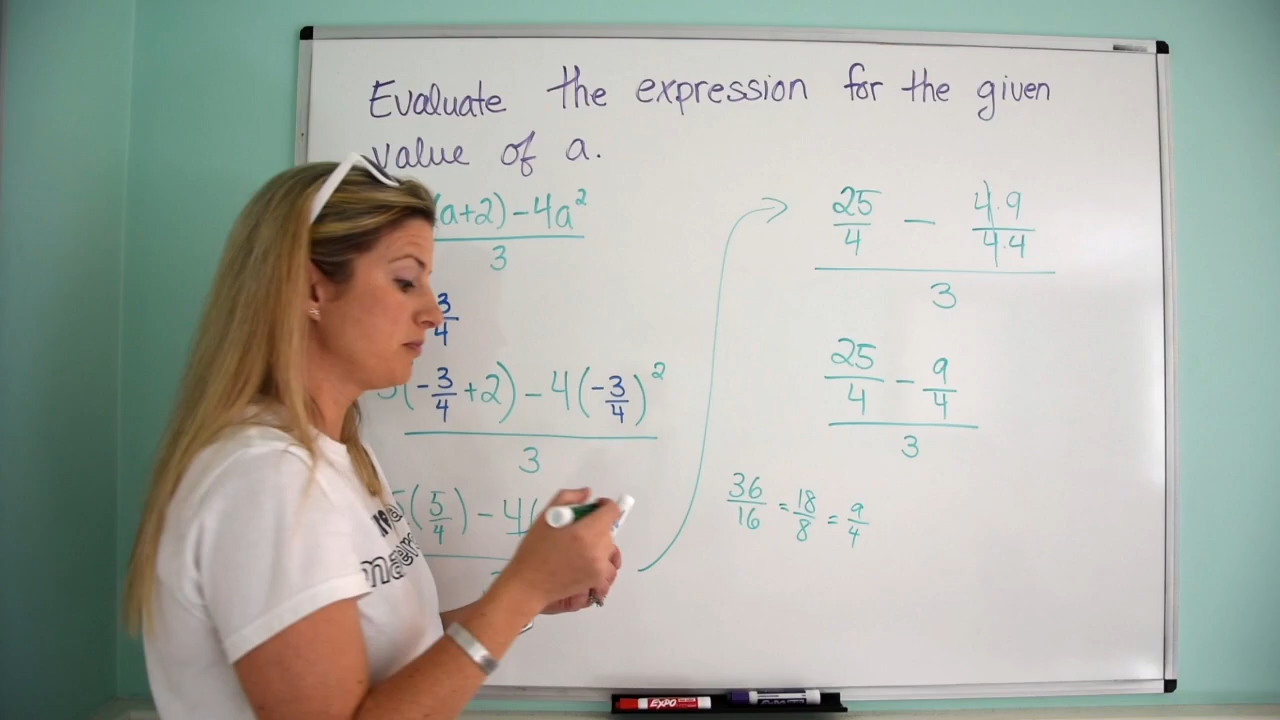 Evaluate the expression for the given
value of a.
(a+2) - 4a²
3
3
4
5(-3/4 +2) - 4(-3/4)²
3
5(5/4) - 4(
25/4 - 4·9/4·4
3
25/4 - 9/4
3
36/16 = 18/8 = 9/4
EXPO